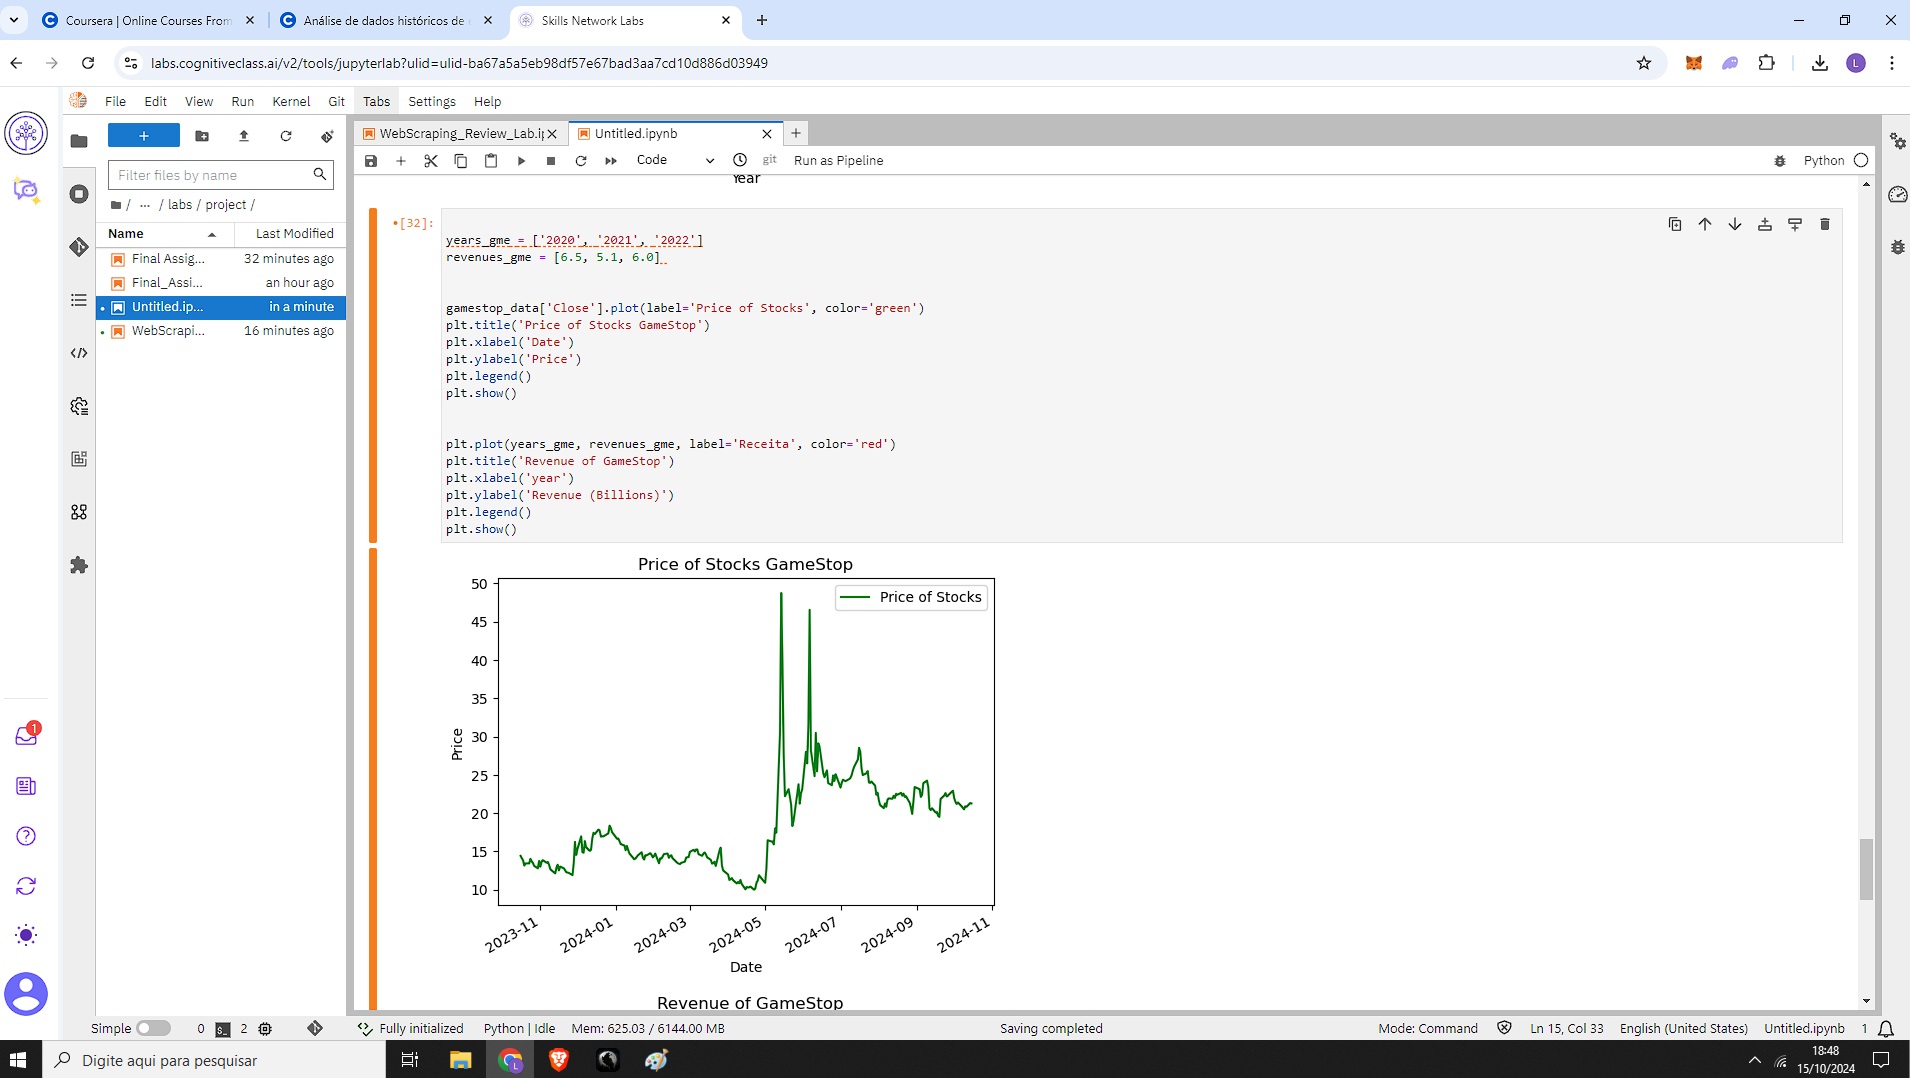 Coursera | Online Courses From
Análise de dados históricos de
Skills Network Labs
labs.cognitiveclass.ai/v2/tools/jupyterlab?ulid=ulid-ba67a5a5eb98df57e67bad3aa7cd10d886d03949
L
File Edit View Run Kernel Git Tabs Settings Help
WebScraping_Review_Lab.i
Untitled.ipynb
Code
git
Run as Pipeline
Python
Filter files by name
/ ... / labs / project /
Name Last Modified
Final Assig... 32 minutes ago
Final_Assi... an hour ago
Untitled.ip... in a minute
WebScrapi... 16 minutes ago
Year
[32]:
years_gme = ['2020', '2021', '2022']
revenues_gme = [6.5, 5.1, 6.0]
gamestop_data['Close'].plot(label='Price of Stocks', color='green')
plt.title('Price of Stocks GameStop')
plt.xlabel('Date')
plt.ylabel('Price')
plt.legend()
plt.show()
plt.plot(years_gme, revenues_gme, label='Receita', color='red')
plt.title('Revenue of GameStop')
plt.xlabel('year')
plt.ylabel('Revenue (Billions)')
plt.legend()
plt.show()
Price of Stocks GameStop
Price of Stocks
50
45
40
35
30
25
20
15
10
Price
2023-11 2024-01 2024-03 2024-05 2024-07 2024-09 2024-11
Date
Revenue of GameStop
1
Simple 0 2 Fully initialized Python | Idle Mem: 625.03 / 6144.00 MB Saving completed Mode: Command Ln 15, Col 33 English (United States) Untitled.ipynb 1
Digite aqui para pesquisar
18:48
15/10/2024